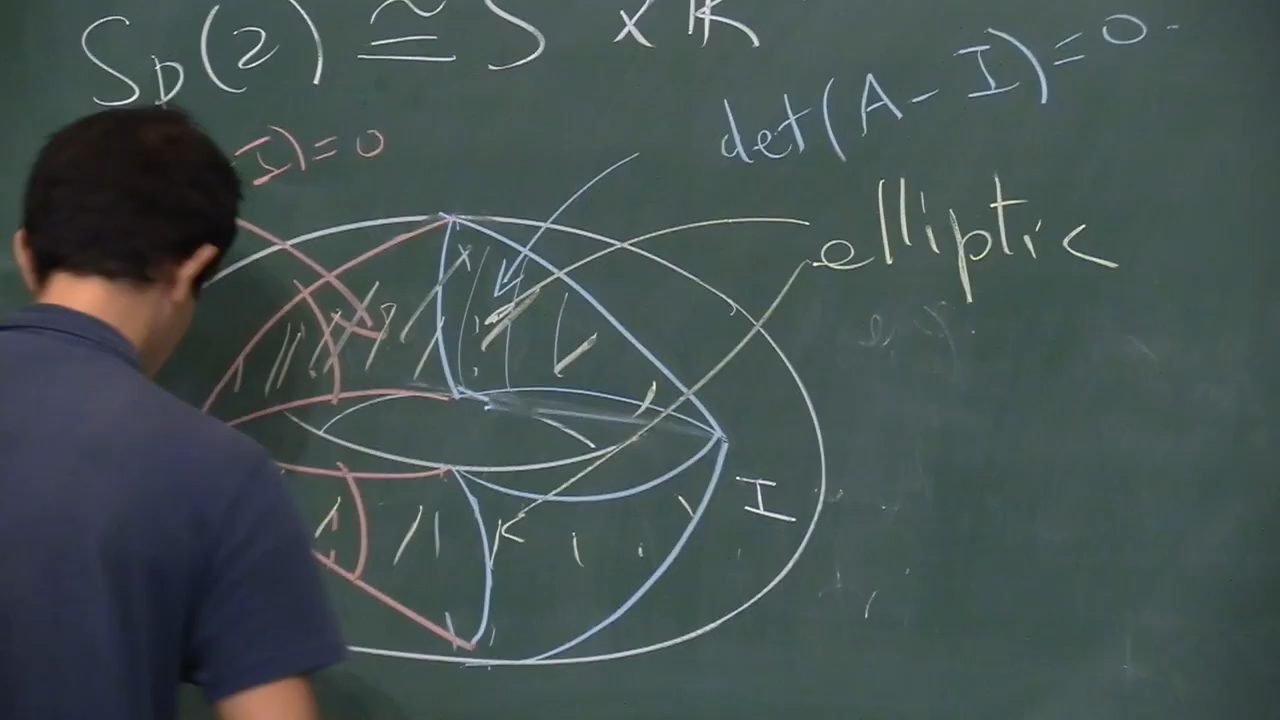 Sp(2) ≅ S × R
det(A - I) = 0
I) = 0
elliptic
I